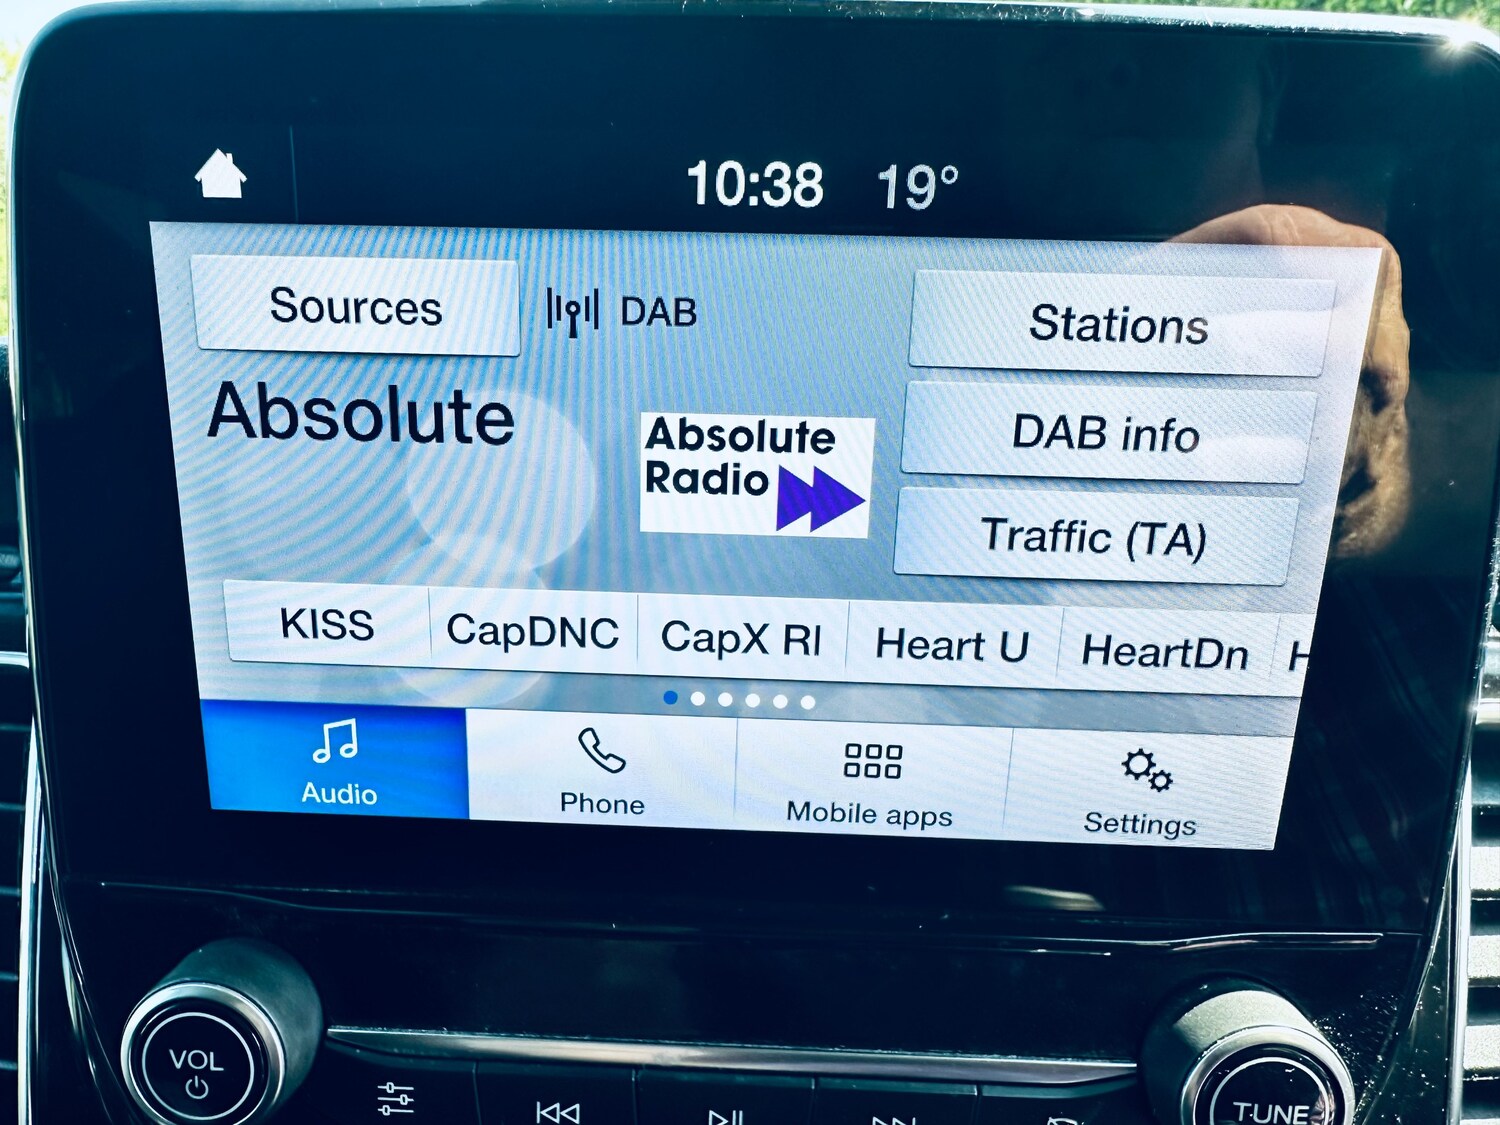 10:38 19°
Sources
DAB
Stations
Absolute
Absolute
Radio
DAB info
Traffic (TA)
KISS
CapDNC
CapX Rl
Heart U
HeartDn
H
Audio
Phone
Mobile apps
Settings
VOL
TUNE